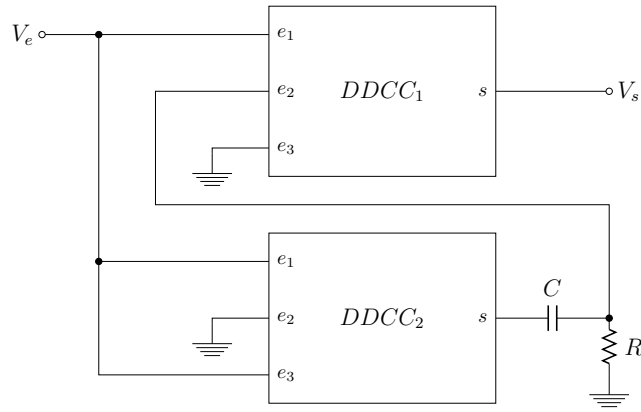 V_e
e_1
e_2
DDCC_1
s
V_s
e_3
e_1
e_2
DDCC_2
s
C
R
e_3